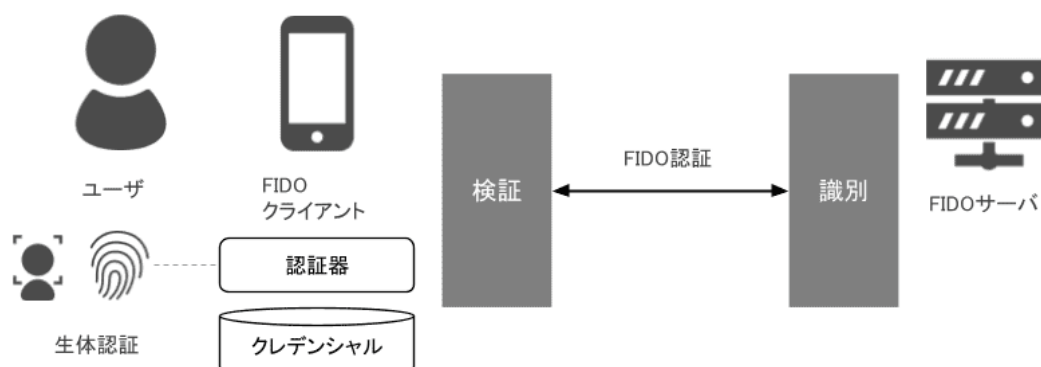 ユーザ
FIDO
クライアント
検証
FIDO認証
識別
FIDOサーバ
認証器
生体認証
クレデンシャル